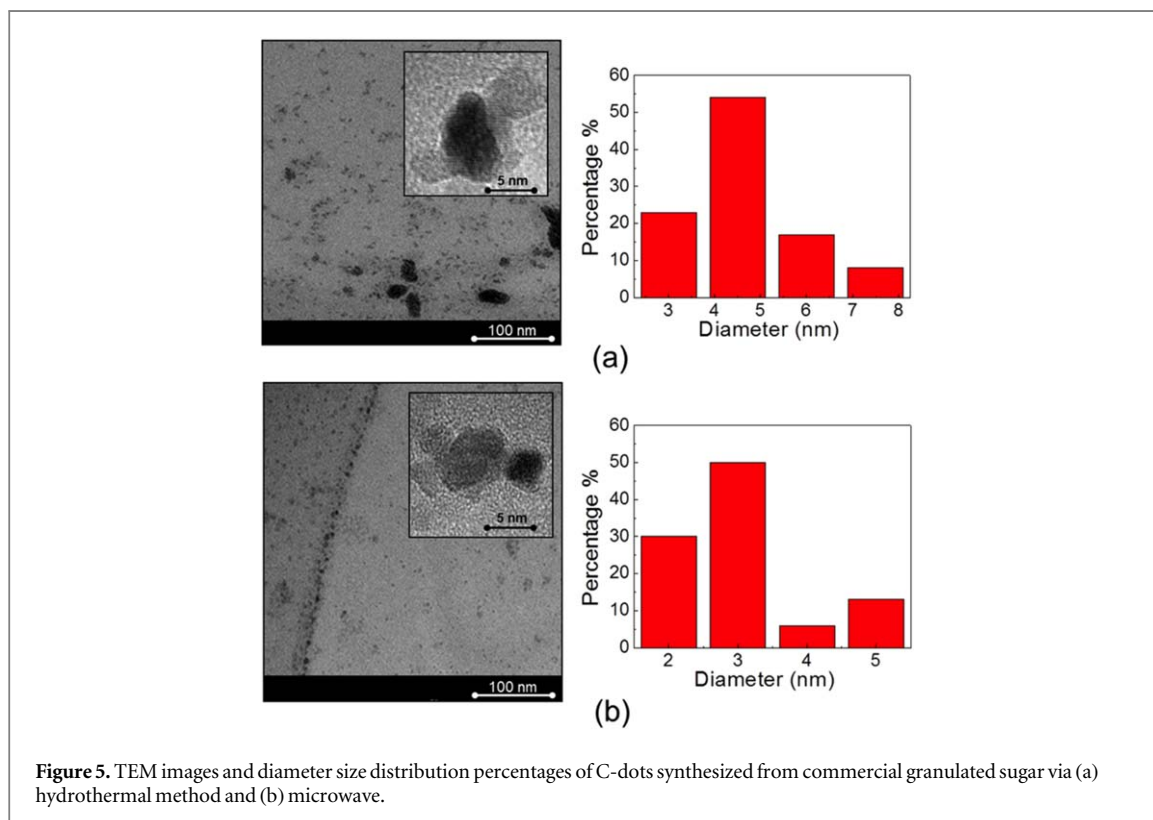 5 nm
100 nm
Percentage %
60
50
40
30
20
10
0
3 4 5 6 7 8
Diameter (nm)
(a)
5 nm
100 nm
Percentage %
60
50
40
30
20
10
0
2 3 4 5
Diameter (nm)
(b)
Figure 5. TEM images and diameter size distribution percentages of C-dots synthesized from commercial granulated sugar via (a)
hydrothermal method and (b) microwave.